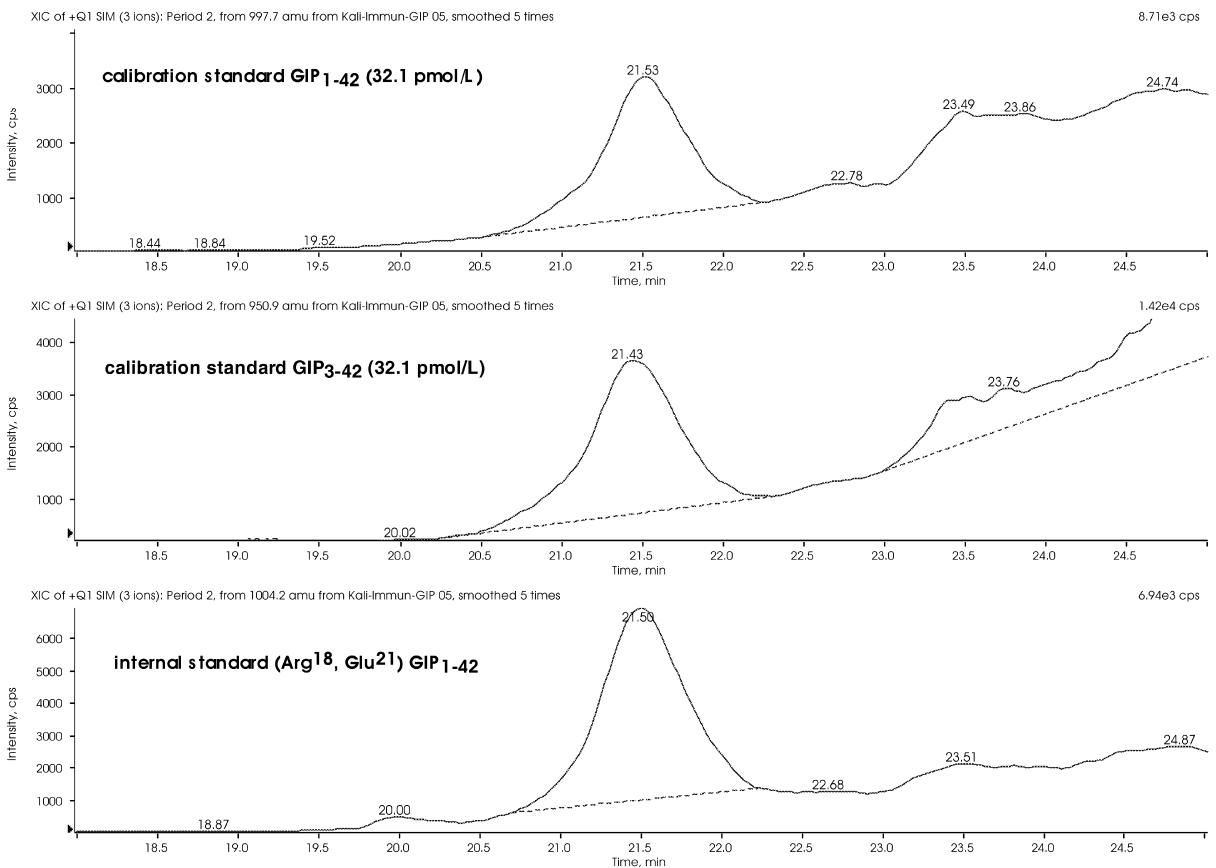 XIC of +Q1 SIM (3 ions): Period 2, from 997.7 amu from Kali-Immun-GIP 05, smoothed 5 times 8.71e3 cps
calibration standard GIP1-42 (32.1 pmol/L)
Intensity, cps
3000
2000
1000
18.44 18.84 19.52 21.53 22.78 23.49 23.86 24.74
18.5 19.0 19.5 20.0 20.5 21.0 21.5 22.0 22.5 23.0 23.5 24.0 24.5
Time, min
XIC of +Q1 SIM (3 ions): Period 2, from 950.9 amu from Kali-Immun-GIP 05, smoothed 5 times 1.42e4 cps
calibration standard GIP3-42 (32.1 pmol/L)
Intensity, cps
4000
3000
2000
1000
20.02 21.43 23.76
18.5 19.0 19.5 20.0 20.5 21.0 21.5 22.0 22.5 23.0 23.5 24.0 24.5
Time, min
XIC of +Q1 SIM (3 ions): Period 2, from 1004.2 amu from Kali-Immun-GIP 05, smoothed 5 times 6.94e3 cps
internal standard (Arg18, Glu21) GIP1-42
Intensity, cps
6000
5000
4000
3000
2000
1000
18.87 20.00 21.50 22.68 23.51 24.87
18.5 19.0 19.5 20.0 20.5 21.0 21.5 22.0 22.5 23.0 23.5 24.0 24.5
Time, min